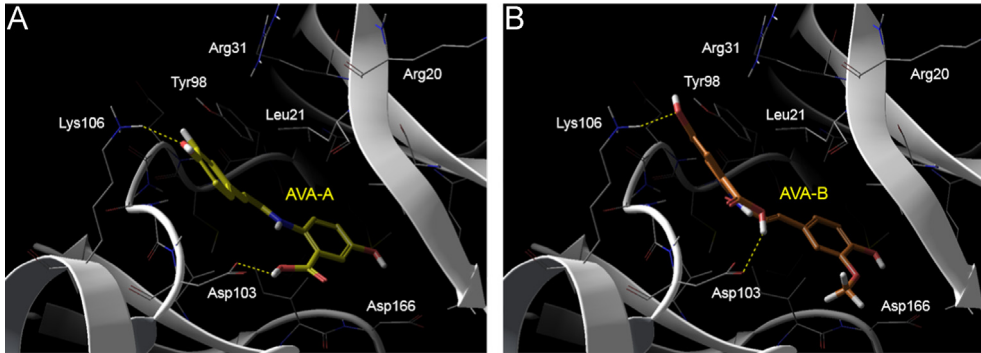 A
Arg31
Arg20
Tyr98
Lys106
Leu21
AVA-A
Asp103
Asp166
B
Arg31
Arg20
Tyr98
Lys106
Leu21
AVA-B
Asp103
Asp166